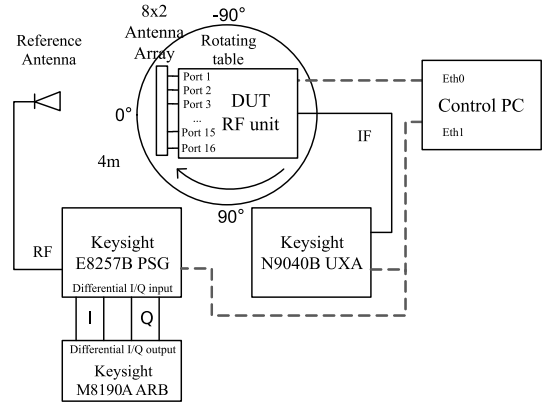 8x2
Antenna
Array
-90°
Reference
Antenna
Rotating
table
Port 1
Port 2
Port 3
...
Port 15
Port 16
DUT
RF unit
0°
4m
90°
Eth0
Control PC
Eth1
IF
RF
Keysight
E8257B PSG
Differential I/Q input
Keysight
N9040B UXA
I
Q
Differential I/Q output
Keysight
M8190A ARB